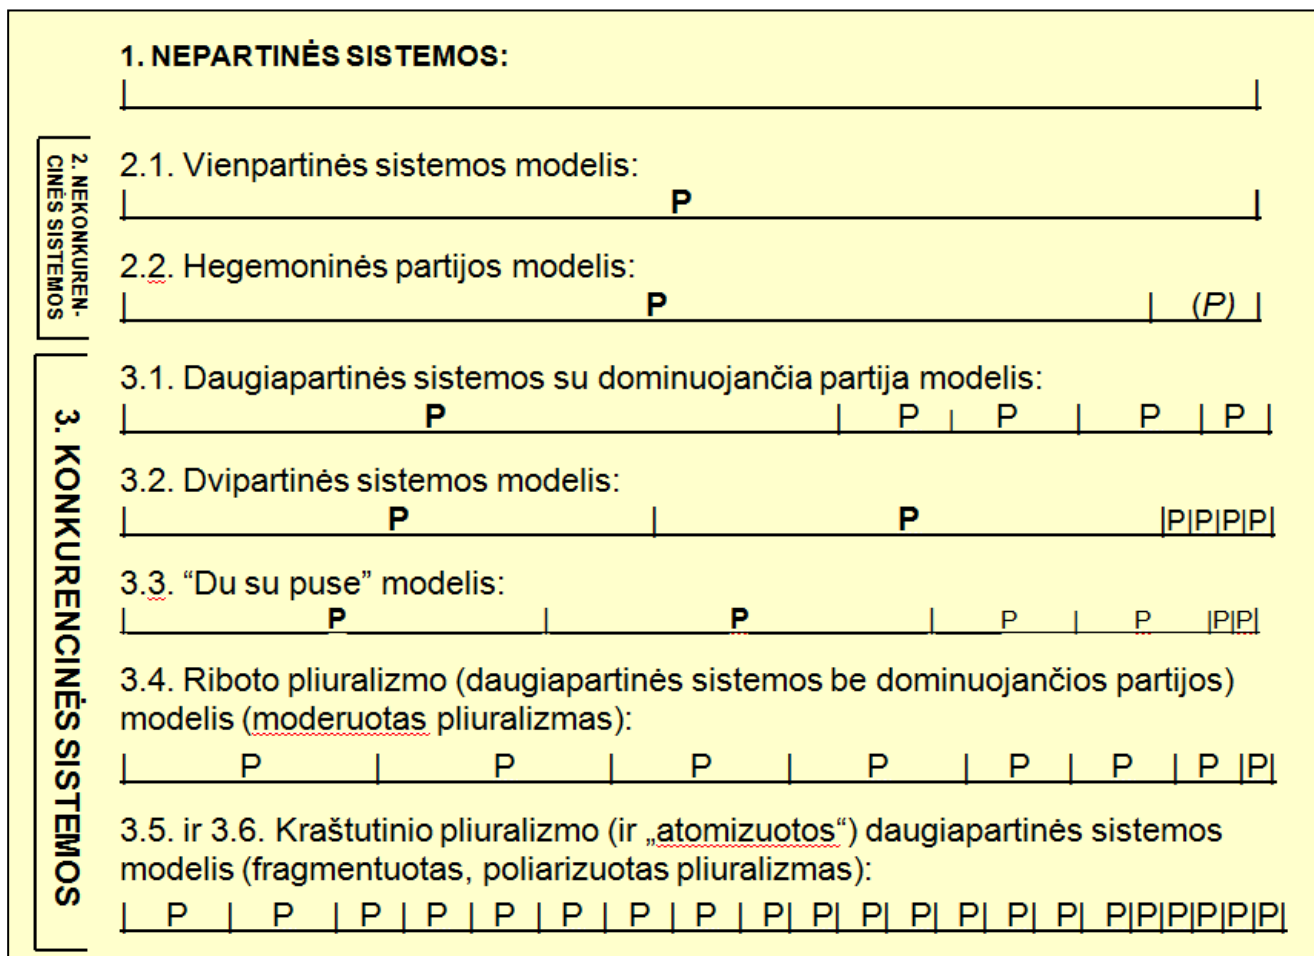 1. NEPARTINĖS SISTEMOS:
| |
2. NEKONKUREN-
CINĖS SISTEMOS
2.1. Vienpartinės sistemos modelis:
| P |
2.2. Hegemoninės partijos modelis:
| P | (P) |
3. KONKURENCINĖS SISTEMOS
3.1. Daugiapartinės sistemos su dominuojančia partija modelis:
| P | P | P | P | P |
3.2. Dvipartinės sistemos modelis:
| P | P |P|P|P|P|
3.3. “Du su puse” modelis:
| P | P | P | P |P|P|
3.4. Riboto pliuralizmo (daugiapartinės sistemos be dominuojančios partijos)
modelis (moderuotas pliuralizmas):
| P | P | P | P | P | P | P |P|
3.5. ir 3.6. Kraštutinio pliuralizmo (ir „atomizuotos“) daugiapartinės sistemos
modelis (fragmentuotas, poliarizuotas pliuralizmas):
| P | P | P | P | P | P | P | P | P| P| P| P| P| P| P| P|P|P|P|P|P|